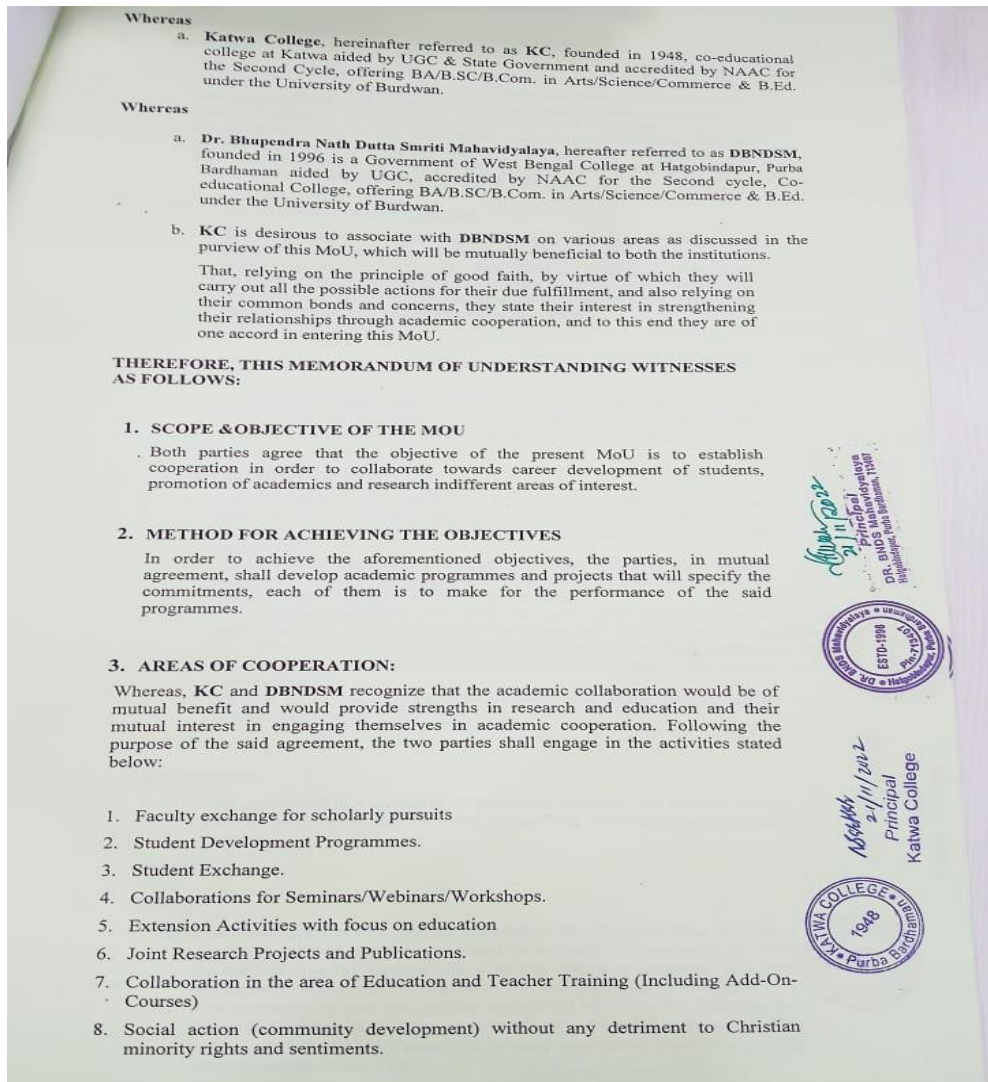 Whereas
a. Katwa College, hereinafter referred to as KC, founded in 1948, co-educational
college at Katwa aided by UGC & State Government and accredited by NAAC for
the Second Cycle, offering BA/B.SC/B.Com. in Arts/Science/Commerce & B.Ed.
under the University of Burdwan.
Whereas
a. Dr. Bhupendra Nath Dutta Smriti Mahavidyalaya, hereafter referred to as DBNDSM,
founded in 1996 is a Government of West Bengal College at Hatgobindapur, Purba
Bardhaman aided by UGC, accredited by NAAC for the Second cycle, Co-
educational College, offering BA/B.SC/B.Com. in Arts/Science/Commerce & B.Ed.
under the University of Burdwan.
b. KC is desirous to associate with DBNDSM on various areas as discussed in the
purview of this MoU, which will be mutually beneficial to both the institutions.
That, relying on the principle of good faith, by virtue of which they will
carry out all the possible actions for their due fulfillment, and also relying on
their common bonds and concerns, they state their interest in strengthening
their relationships through academic cooperation, and to this end they are of
one accord in entering this MoU.
THEREFORE, THIS MEMORANDUM OF UNDERSTANDING WITNESSES
AS FOLLOWS:
1. SCOPE &OBJECTIVE OF THE MOU
Both parties agree that the objective of the present MoU is to establish
cooperation in order to collaborate towards career development of students,
promotion of academics and research indifferent areas of interest.
2. METHOD FOR ACHIEVING THE OBJECTIVES
In order to achieve the aforementioned objectives, the parties, in mutual
agreement, shall develop academic programmes and projects that will specify the
commitments, each of them is to make for the performance of the said
programmes.
3. AREAS OF COOPERATION:
Whereas, KC and DBNDSM recognize that the academic collaboration would be of
mutual benefit and would provide strengths in research and education and their
mutual interest in engaging themselves in academic cooperation. Following the
purpose of the said agreement, the two parties shall engage in the activities stated
below:
1. Faculty exchange for scholarly pursuits
2. Student Development Programmes.
3. Student Exchange.
4. Collaborations for Seminars/Webinars/Workshops.
5. Extension Activities with focus on education
6. Joint Research Projects and Publications.
7. Collaboration in the area of Education and Teacher Training (Including Add-On-
Courses)
8. Social action (community development) without any detriment to Christian
minority rights and sentiments.
21/11/2022
Principal
DR. BNDS Mahavidyalaya
Hatgobindapur, Purba Bardhaman, 713407
DR. BNDS Mahavidyalaya • Hatgobindapur, Purba Bardhaman •
ESTD-1996
Pin-713407
21/11/2022
Principal
Katwa College
KATWA COLLEGE • Purba Bardhaman •
1948